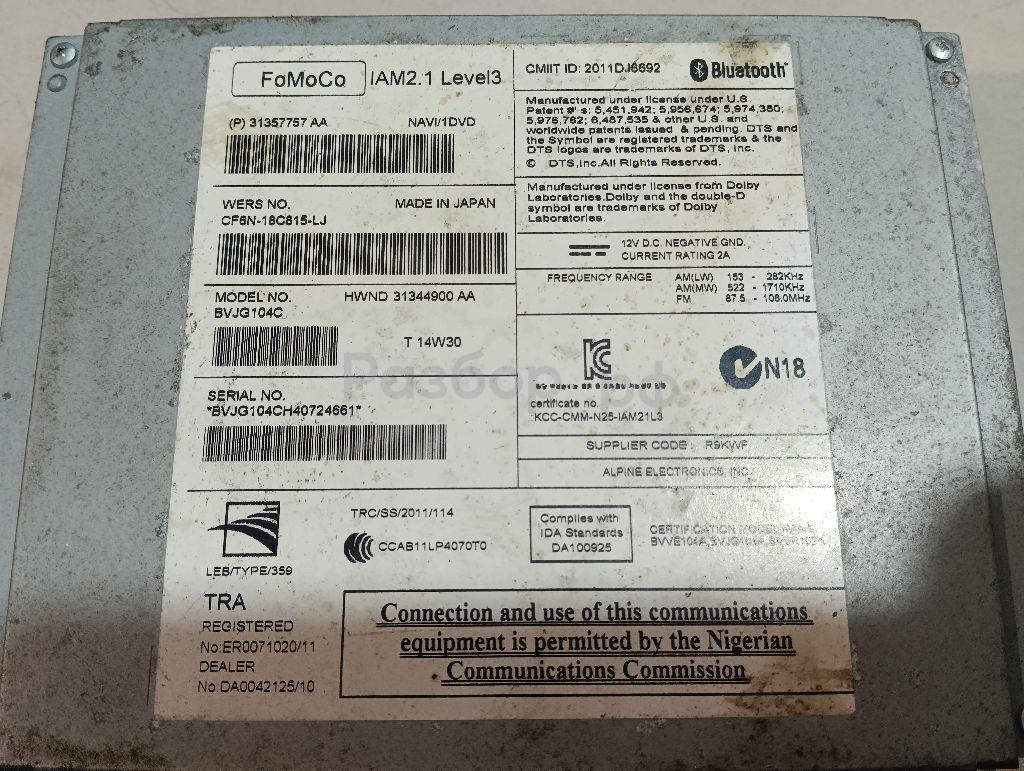 FoMoCo IAM2.1 Level3
(P) 31357757 AA NAVI/1DVD
WERS NO. MADE IN JAPAN
CF6N-18C815-LJ
MODEL NO. HWND 31344900 AA
BVJG104C
T 14W30
SERIAL NO.
*BVJG104CH40724661*
CMIIT ID: 2011DJ6692 Bluetooth
Manufactured under license under U.S.
Patent #' s: 5,451,942; 5,956,674; 5,974,380;
5,978,762; 6,487,535 & other U.S. and
worldwide patents issued & pending. DTS and
the Symbol are registered trademarks & the
DTS logos are trademarks of DTS, Inc.
© DTS,Inc.All Rights Reserved.
Manufactured under license from Dolby
Laboratories.Dolby and the double-D
symbol are trademarks of Dolby
Laboratories.
12V D.C. NEGATIVE GND.
CURRENT RATING 2A
FREQUENCY RANGE AM(LW) 153 - 282KHz
AM(MW) 522 - 1710KHz
FM 87.5 - 108.0MHz
N18
Разбор.рф
certificate no.
KCC-CMM-N25-IAM21L3
SUPPLIER CODE R9KWF
ALPINE ELECTRONICS, INC.
TRC/SS/2011/114
CCAB11LP4070T0
LEB/TYPE/359
Complies with
IDA Standards
DA100925
CERTIFICATION
BVVE104A,
TRA
REGISTERED
No:ER0071020/11
DEALER
No:DA0042125/10
Connection and use of this communications
equipment is permitted by the Nigerian
Communications Commission